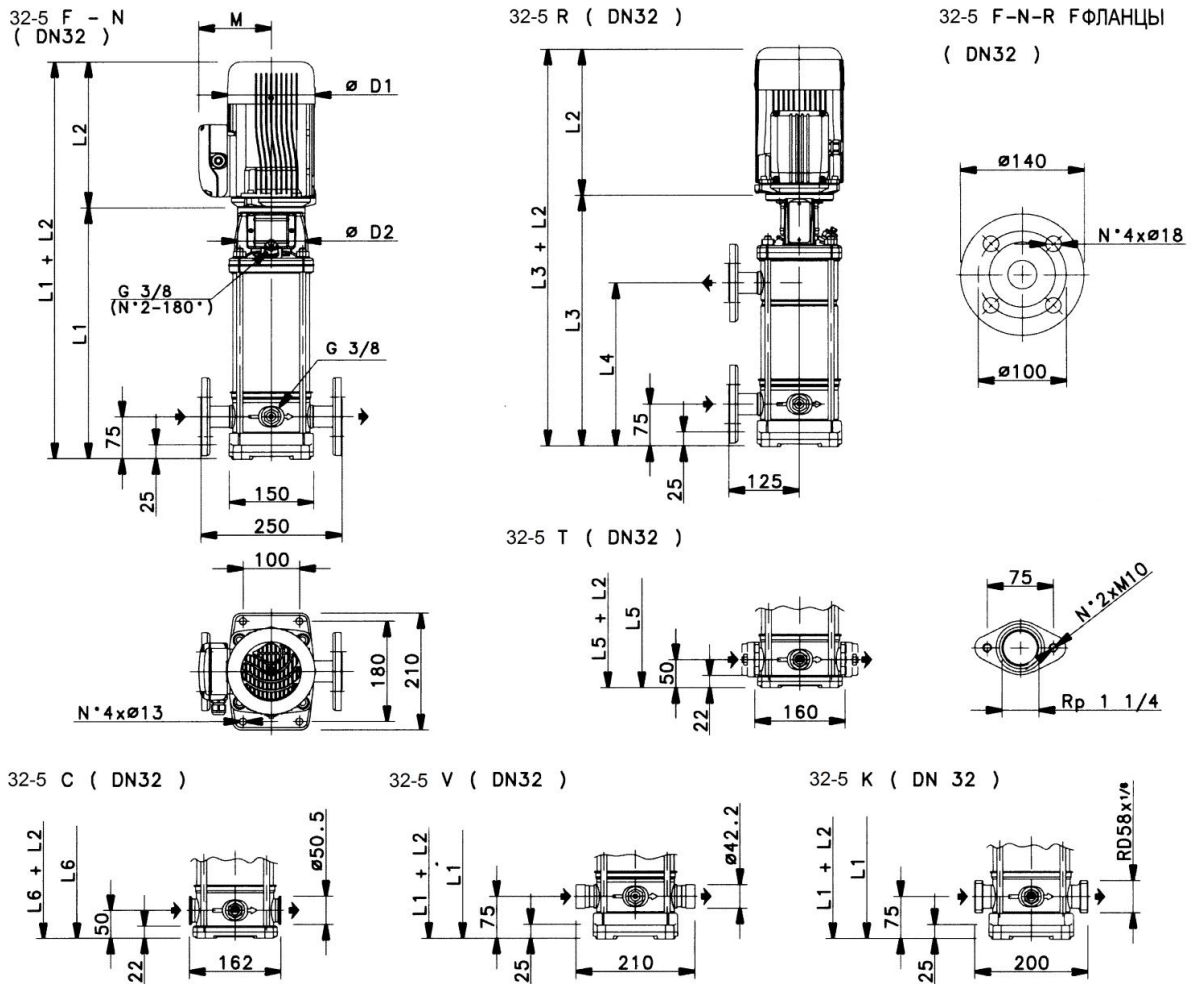 32-5 F - N
( DN32 )
M
ø D1
L2
L1 + L2
L1
ø D2
G 3/8
(N°2-180°)
G 3/8
75
25
150
250
32-5 R ( DN32 )
L2
L3 + L2
L3
L4
75
25
125
32-5 F-N-R FФЛАНЦЫ
( DN32 )
ø140
N°4xø18
ø100
100
180
210
N°4xø13
32-5 T ( DN32 )
L5 + L2
L5
50
22
160
75
N°2xM10
Rp 1 1/4
32-5 C ( DN32 )
L6 + L2
L6
50
22
162
ø50.5
32-5 V ( DN32 )
L1 + L2
L1
75
25
210
ø42.2
32-5 K ( DN 32 )
L1 + L2
L1
75
25
200
RD58x1/6